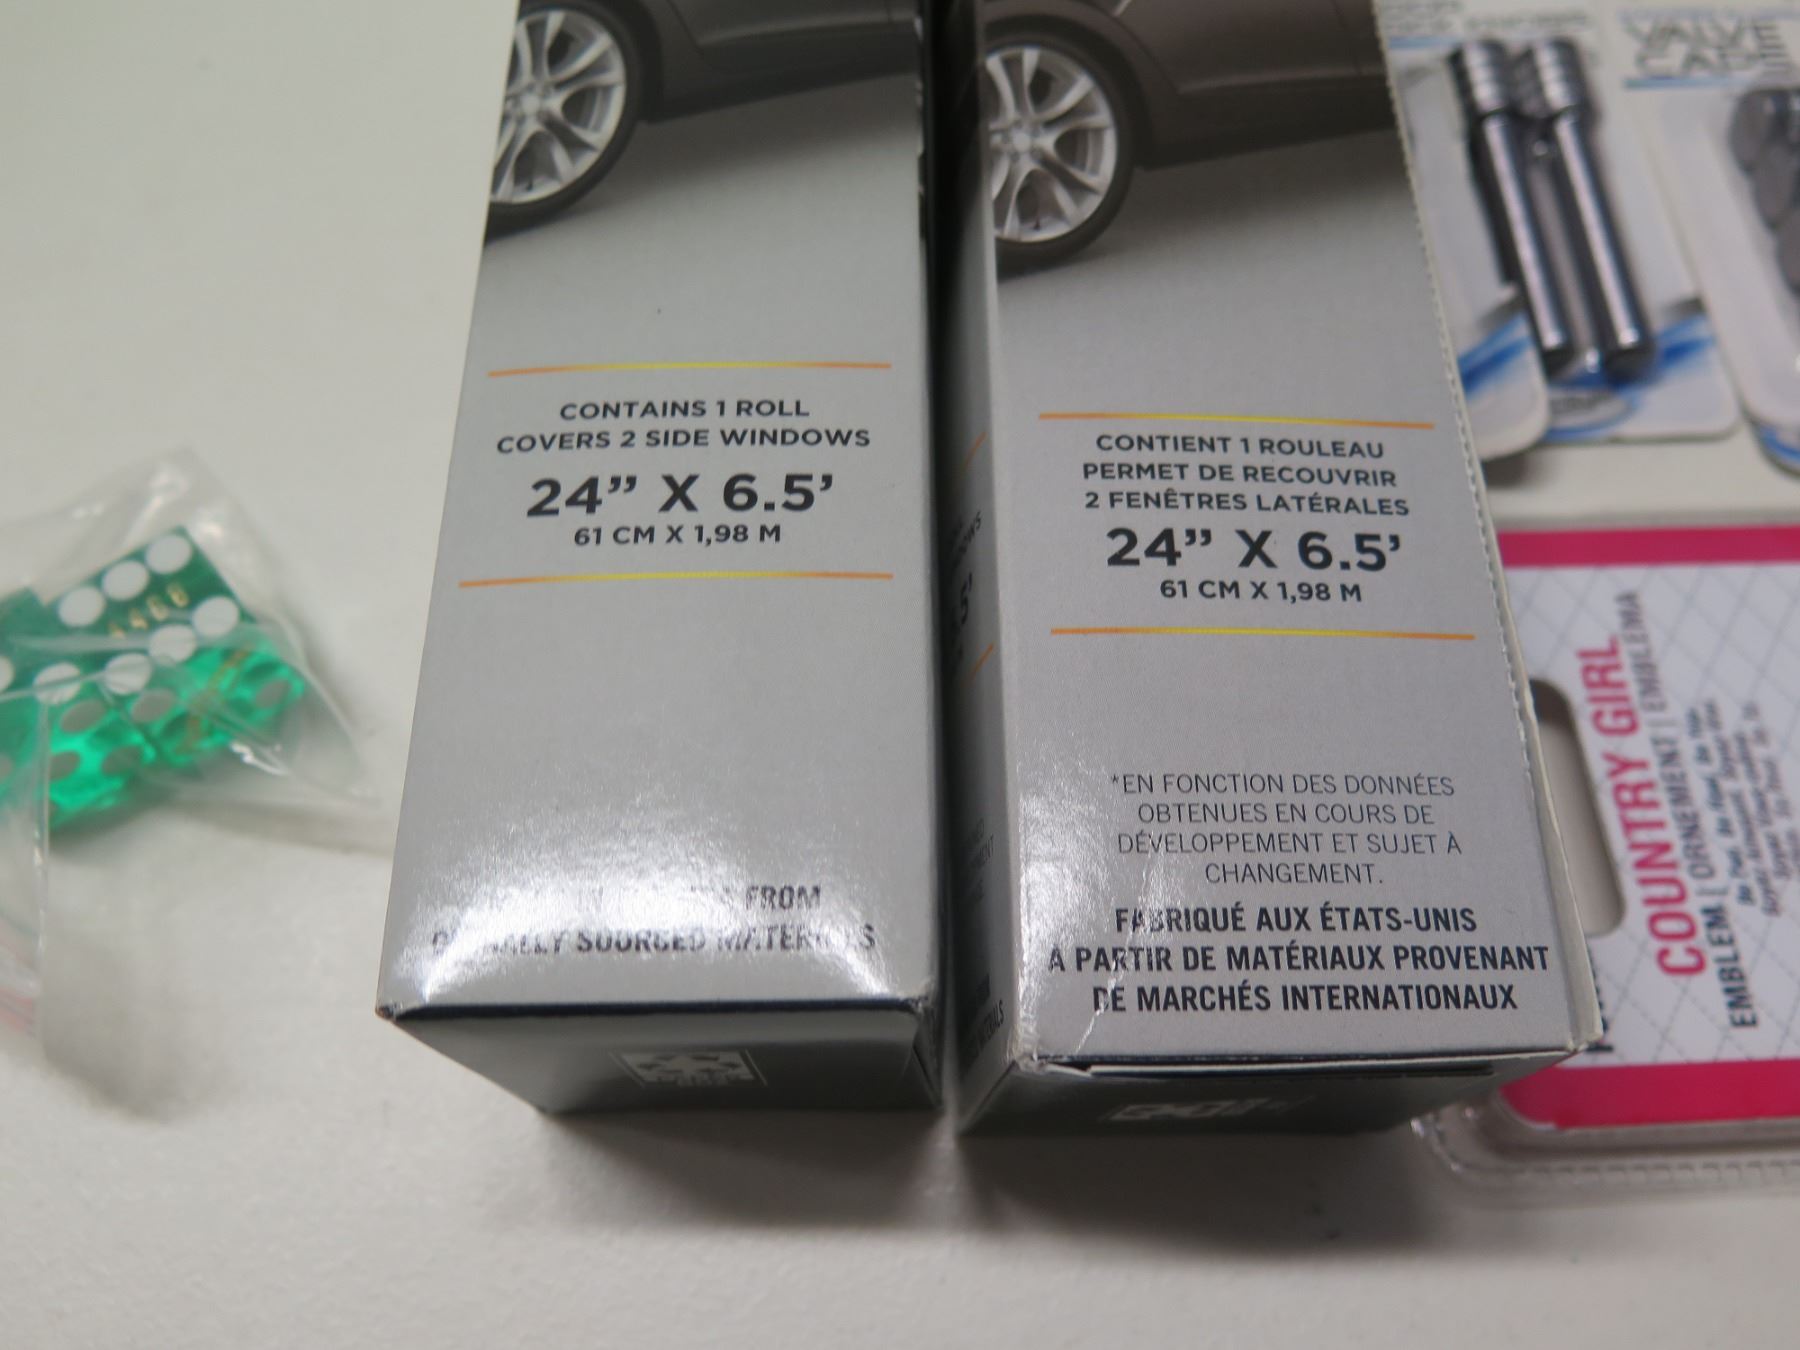 CONTAINS 1 ROLL
COVERS 2 SIDE WINDOWS
24” X 6.5’
61 CM X 1,98 M
FROM
SOURCED MATERIALS
CONTIENT 1 ROULEAU
PERMET DE RECOUVRIR
2 FENÊTRES LATÉRALES
24” X 6.5’
61 CM X 1,98 M
*EN FONCTION DES DONNÉES
OBTENUES EN COURS DE
DÉVELOPPEMENT ET SUJET À
CHANGEMENT.
FABRIQUÉ AUX ÉTATS-UNIS
À PARTIR DE MATÉRIAUX PROVENANT
DE MARCHÉS INTERNATIONAUX
VALVE
COUNTRY GIRL
EMBLEM | ORNEMENT | EMBLEMA